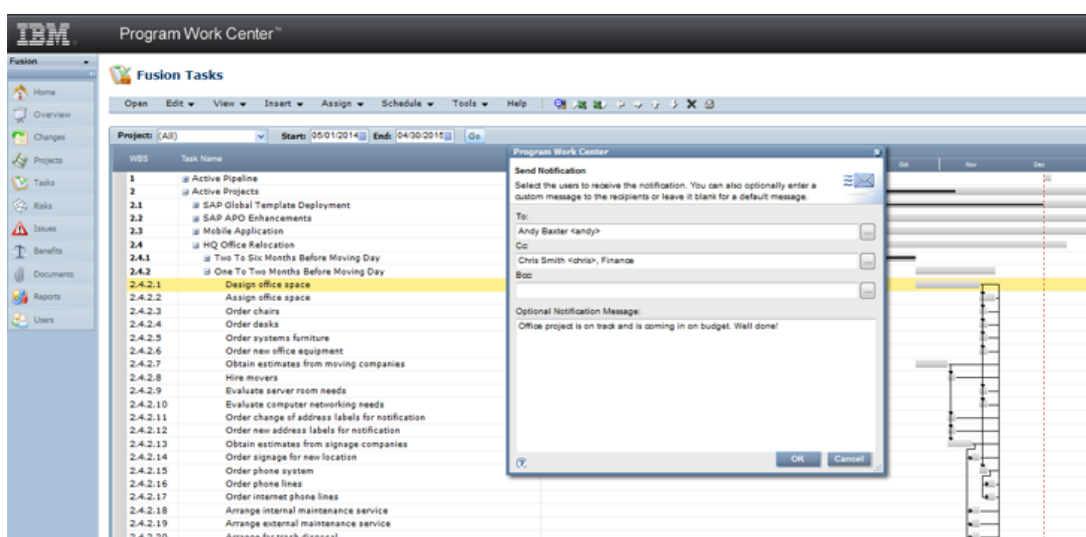 IBM Program Work Center™
Fusion
Home
Overview
Changes
Projects
Tasks
Risks
Issues
Benefits
Documents
Reports
Users
Fusion Tasks
Open Edit View Insert Assign Schedule Tools Help
Project: (All) Start: 05/01/2014 End: 04/30/2015 Go
WBS Task Name Oct Nov Dec
1 Active Pipeline
2 Active Projects
2.1 SAP Global Template Deployment
2.2 SAP APO Enhancements
2.3 Mobile Application
2.4 HQ Office Relocation
2.4.1 Two To Six Months Before Moving Day
2.4.2 One To Two Months Before Moving Day
2.4.2.1 Design office space
2.4.2.2 Assign office space
2.4.2.3 Order chairs
2.4.2.4 Order desks
2.4.2.5 Order systems furniture
2.4.2.6 Order new office equipment
2.4.2.7 Obtain estimates from moving companies
2.4.2.8 Hire movers
2.4.2.9 Evaluate server room needs
2.4.2.10 Evaluate computer networking needs
2.4.2.11 Order change of address labels for notification
2.4.2.12 Order new address labels for notification
2.4.2.13 Obtain estimates from signage companies
2.4.2.14 Order signage for new location
2.4.2.15 Order phone system
2.4.2.16 Order phone lines
2.4.2.17 Order internet phone lines
2.4.2.18 Arrange internal maintenance service
2.4.2.19 Arrange external maintenance service
2.4.2.20 Arrange for trash disposal
Program Work Center
Send Notification
Select the users to receive the notification. You can also optionally enter a
custom message to the recipients or leave it blank for a default message.
To:
Andy Baxter <andy>
...
Cc:
Chris Smith <chris>, Finance
...
Bcc:
...
Optional Notification Message:
Office project is on track and is coming in on budget. Well done!
OK Cancel